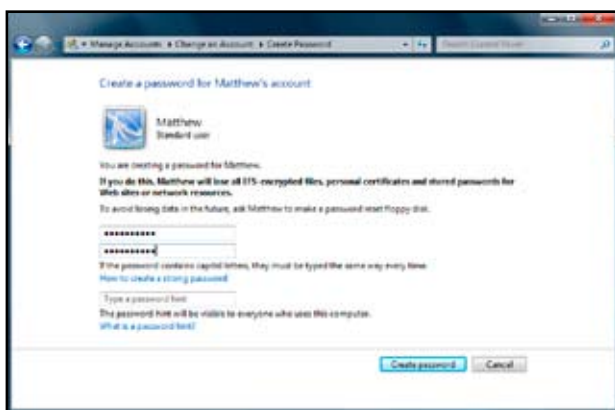 Manage Accounts ▸ Change an Account ▸ Create Password
Search Control Panel
Create a password for Matthew's account
Matthew
Standard user
You are creating a password for Matthew.
If you do this, Matthew will lose all EFS-encrypted files, personal certificates and stored passwords for
Web sites or network resources.
To avoid losing data in the future, ask Matthew to make a password reset floppy disk.
••••••••••
••••••••••
If the password contains capital letters, they must be typed the same way every time.
How to create a strong password
Type a password hint
The password hint will be visible to everyone who uses this computer.
What is a password hint?
Create password
Cancel